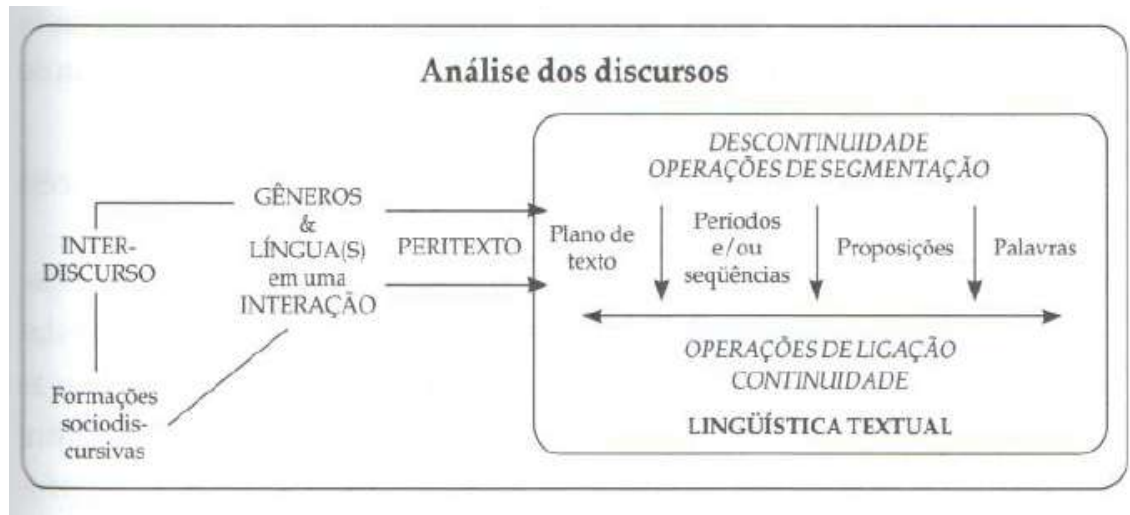 Análise dos discursos
INTER-
DISCURSO
Formações
sociodis-
cursivas
GÊNEROS
&
LÍNGUA(S)
em uma
INTERAÇÃO
PERITEXTO
DESCONTINUIDADE
OPERAÇÕES DE SEGMENTAÇÃO
Plano de
texto
Períodos
e/ou
seqüências
Proposições
Palavras
OPERAÇÕES DE LIGAÇÃO
CONTINUIDADE
LINGÜÍSTICA TEXTUAL